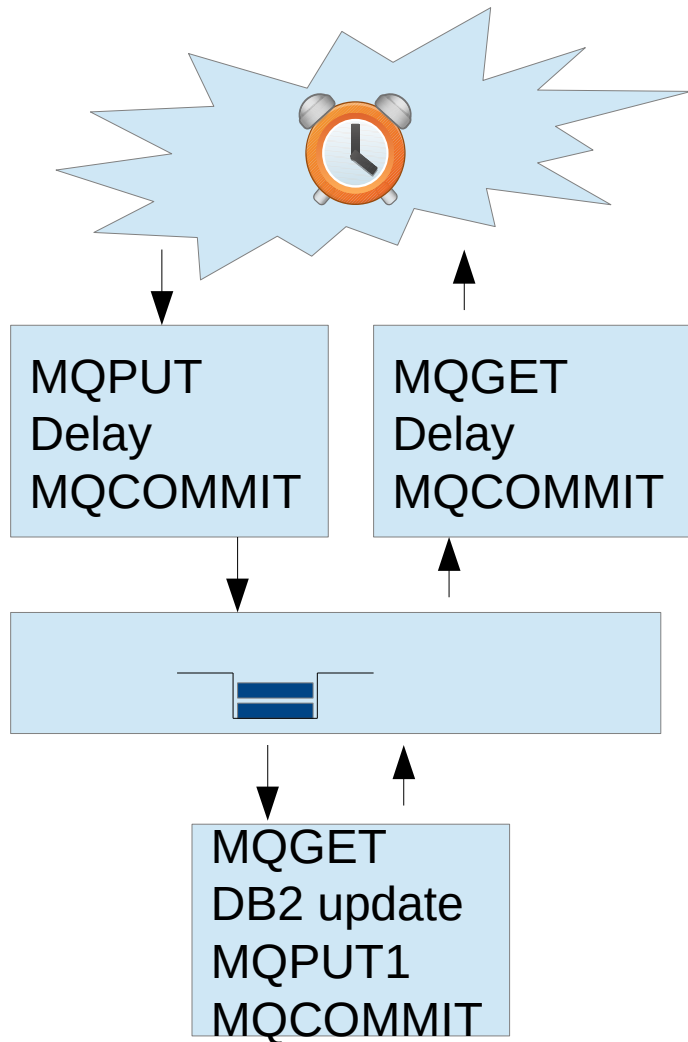 MQPUT
Delay
MQCOMMIT
MQGET
Delay
MQCOMMIT
MQGET
DB2 update
MQPUT1
MQCOMMIT